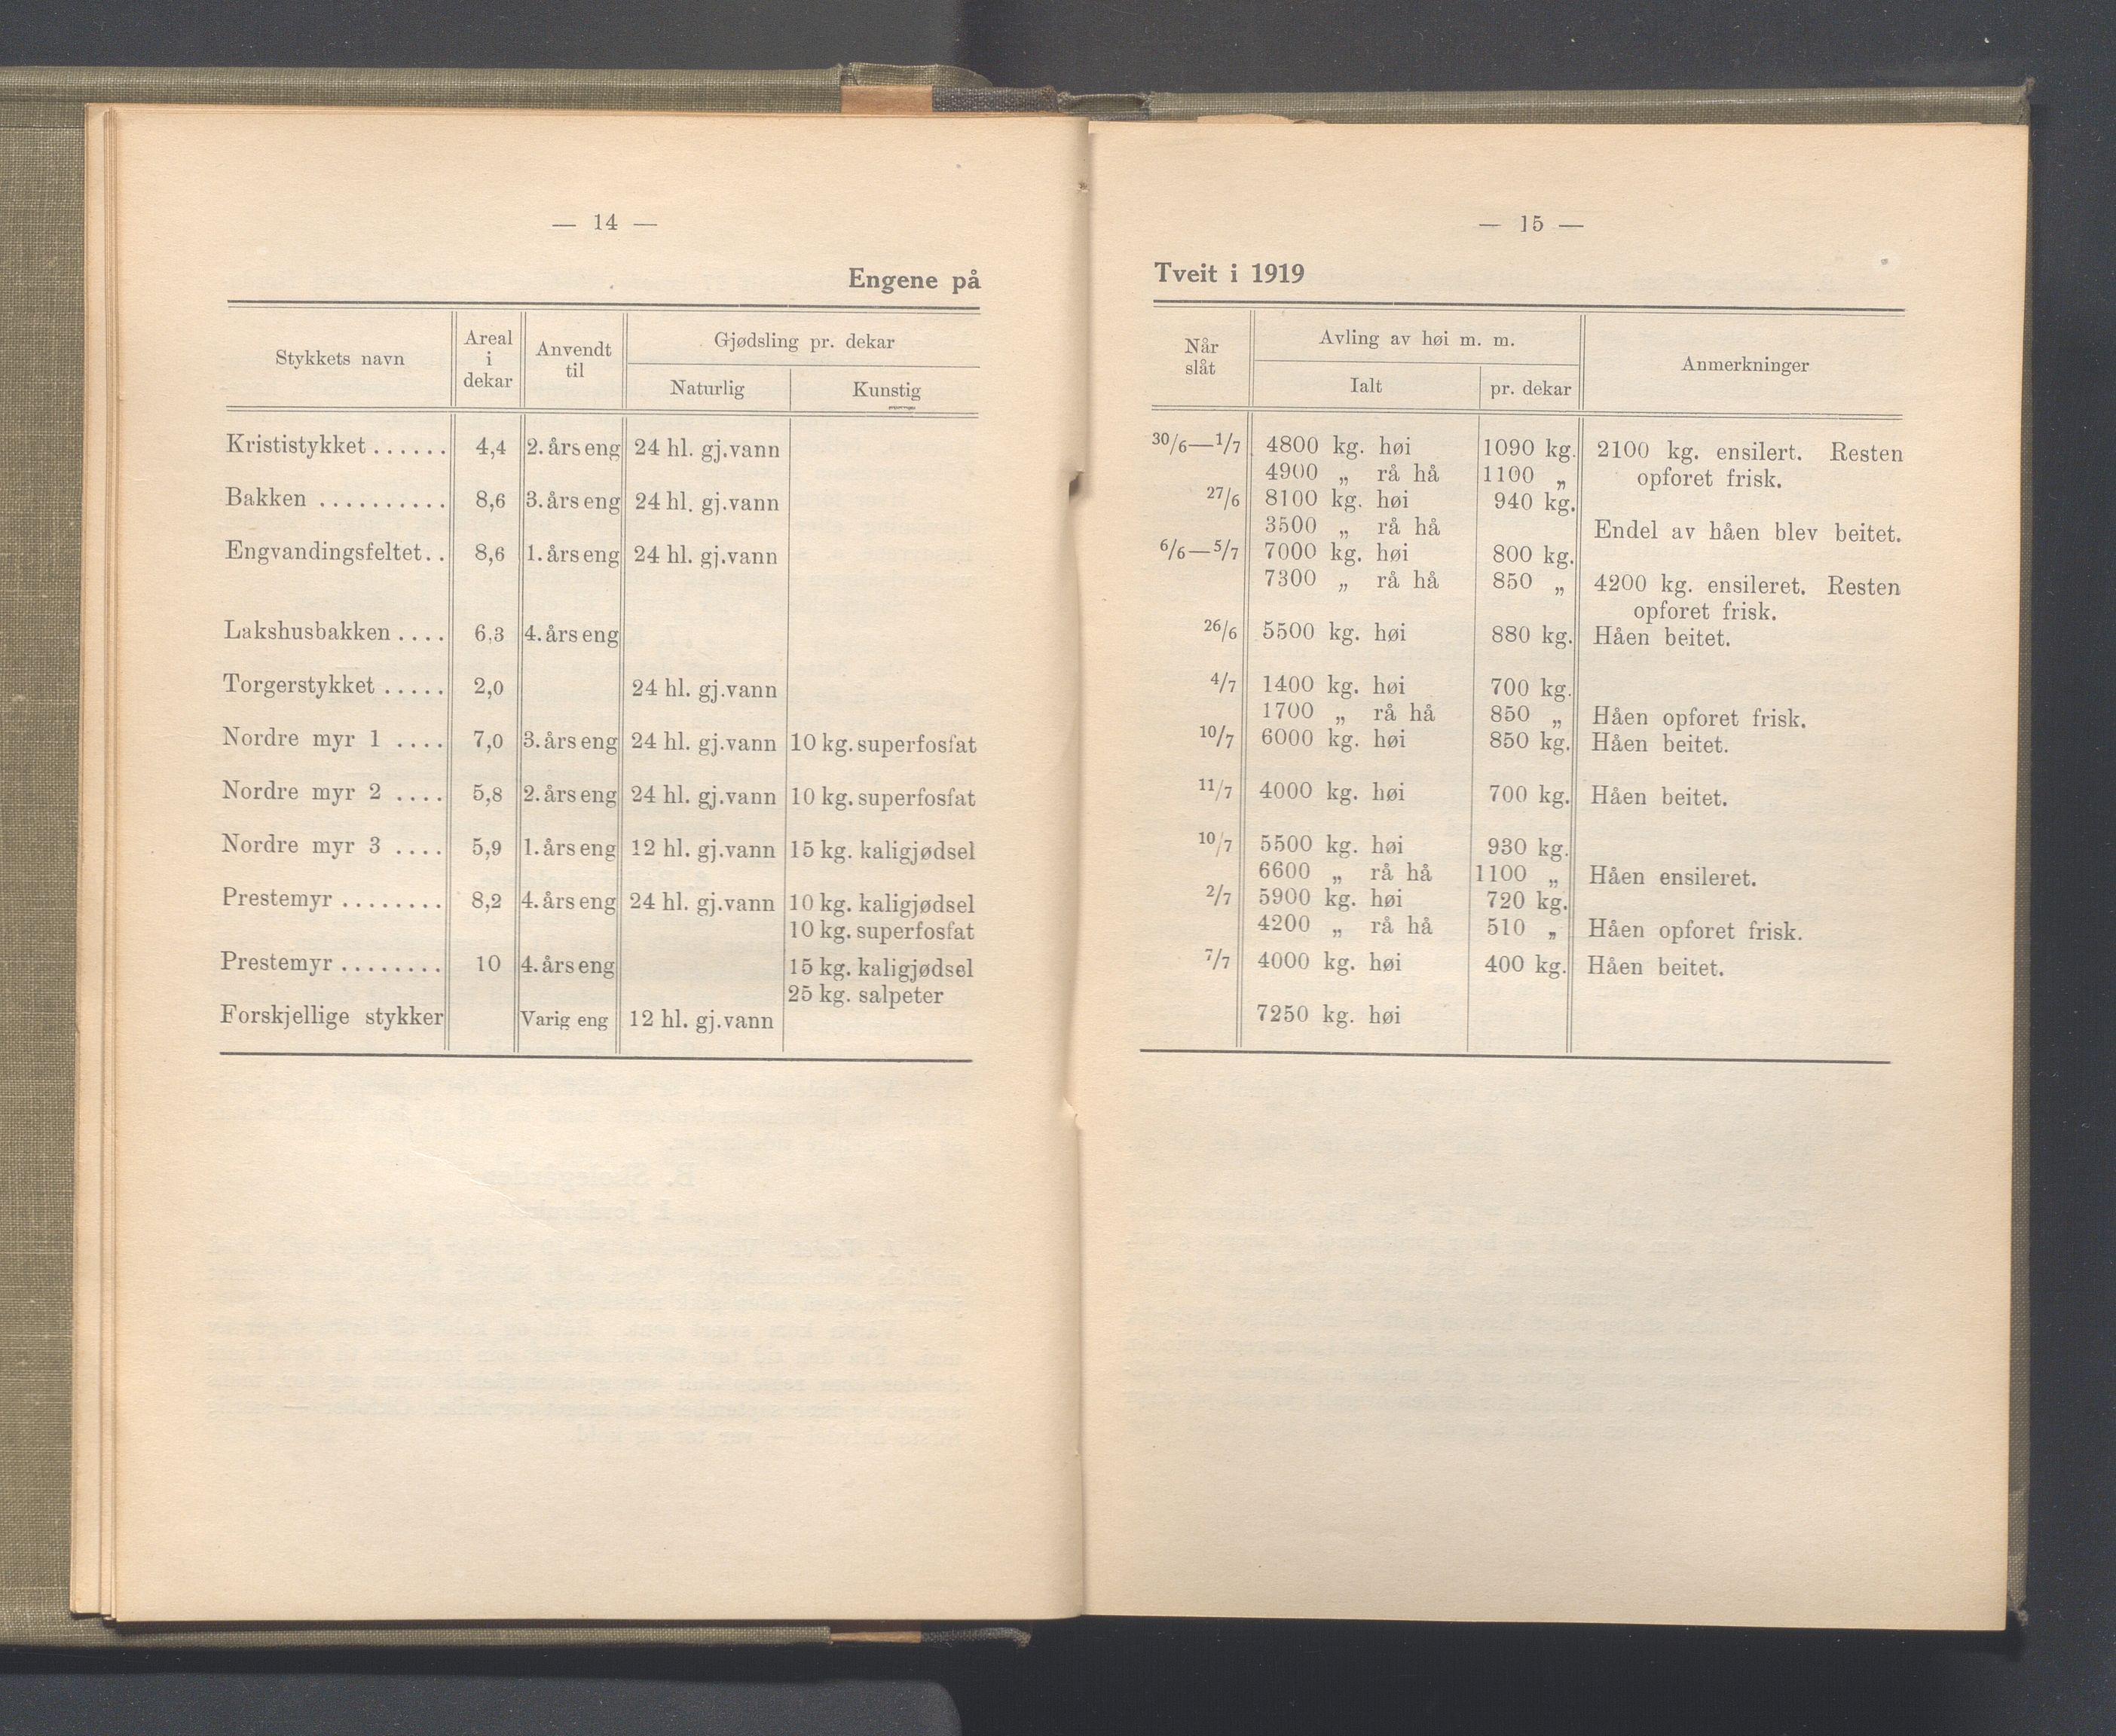 — 14 —
Engene på
Stykkets navn
Areal
i
dekar
Anvendt
til
Gjødsling pr. dekar
Naturlig
Kunstig
Krististykket . . . . . . 4,4 2. års eng 24 hl. gj.vann
Bakken . . . . . . . . . . 8,6 3. års eng 24 hl. gj.vann
Engvandingsfeltet . . 8,6 1. års eng 24 hl. gj.vann
Lakshusbakken . . . . 6,3 4. års eng
Torgerstykket . . . . . 2,0 24 hl. gj.vann
Nordre myr 1 . . . . 7,0 3. års eng 24 hl. gj.vann 10 kg. superfosfat
Nordre myr 2 . . . . 5,8 2. års eng 24 hl. gj.vann 10 kg. superfosfat
Nordre myr 3 . . . . 5,9 1. års eng 12 hl. gj.vann 15 kg. kaligjødsel
Prestemyr . . . . . . . . 8,2 4. års eng 24 hl. gj.vann 10 kg. kaligjødsel
10 kg. superfosfat
Prestemyr . . . . . . . . 10 4. års eng 15 kg. kaligjødsel
25 kg. salpeter
Forskjellige stykker Varig eng 12 hl. gj.vann
— 15 —
Tveit i 1919
Når
slåt
Avling av høi m. m.
Ialt
pr. dekar
Anmerkninger
30/6—1/7 4800 kg. høi 1090 kg. 2100 kg. ensilert. Resten
4900 „ rå hå 1100 „ opforet frisk.
27/6 8100 kg. høi 940 kg.
3500 „ rå hå Endel av håen blev beitet.
6/6—5/7 7000 kg. høi 800 kg.
7300 „ rå hå 850 „ 4200 kg. ensileret. Resten
opforet frisk.
26/6 5500 kg. høi 880 kg. Håen beitet.
4/7 1400 kg. høi 700 kg.
1700 „ rå hå 850 „ Håen opforet frisk.
10/7 6000 kg. høi 850 kg. Håen beitet.
11/7 4000 kg. høi 700 kg. Håen beitet.
10/7 5500 kg. høi 930 kg.
6600 „ rå hå 1100 „ Håen ensileret.
2/7 5900 kg. høi 720 kg.
4200 „ rå hå 510 „ Håen opforet frisk.
7/7 4000 kg. høi 400 kg. Håen beitet.
7250 kg. høi